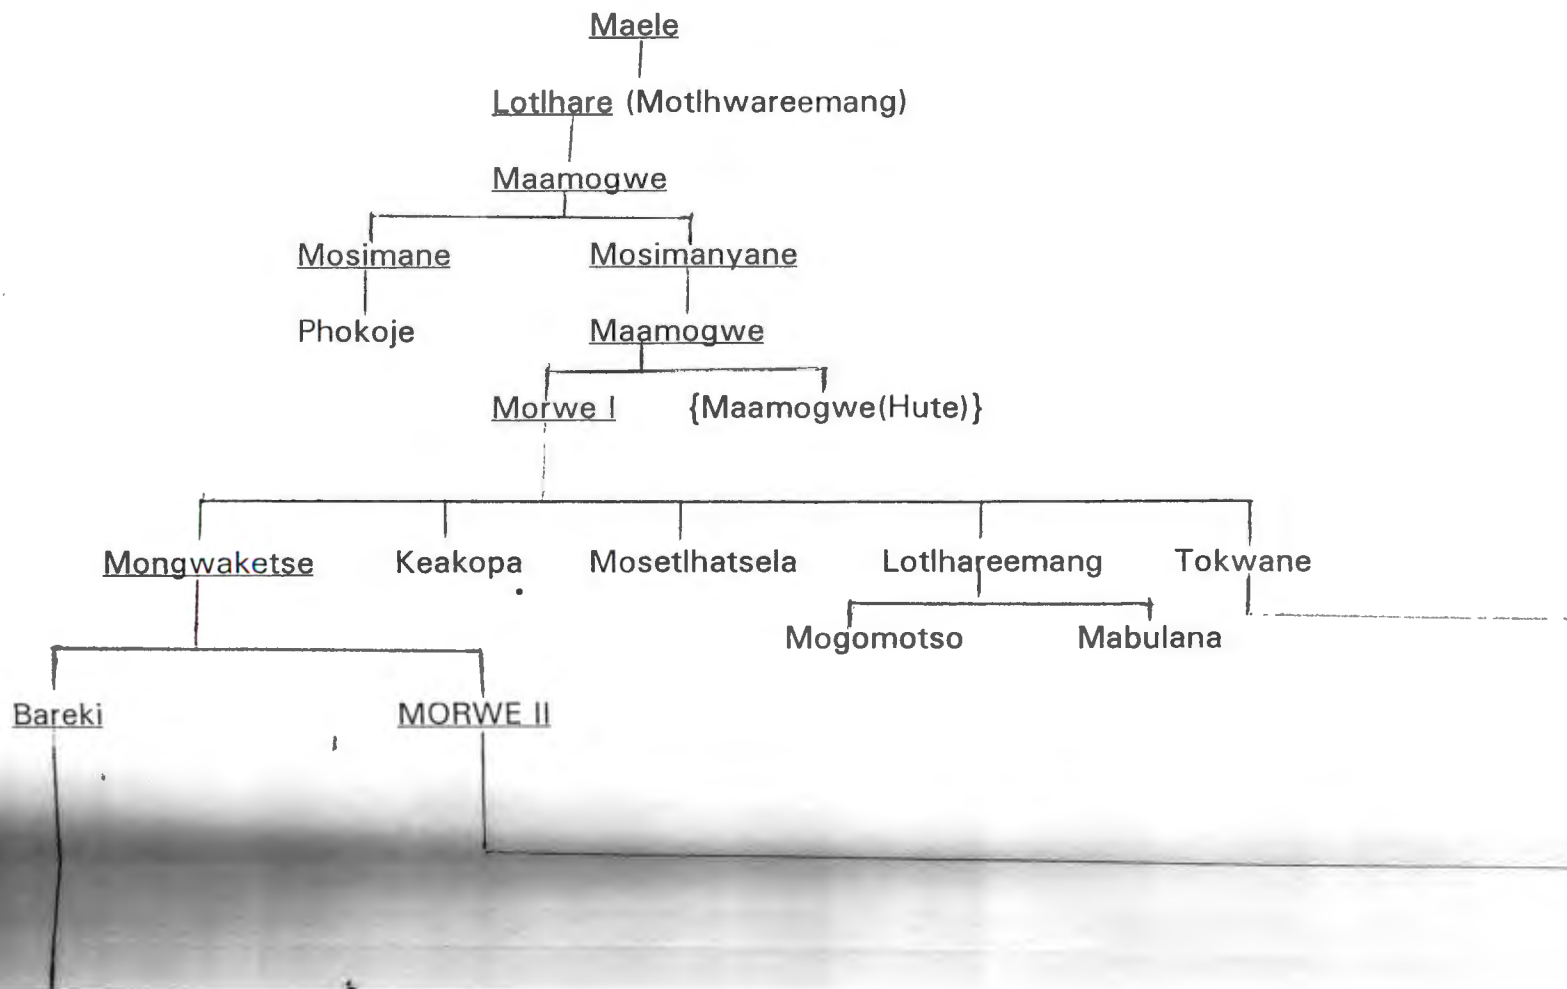 Maele
Lotlhare (Motlhwareemang)
Maamogwe
Mosimane Mosimanyane
Phokoje Maamogwe
Morwe I {Maamogwe(Hute)}
Mongwaketse Keakopa Mosetlhatsela Lotlhareemang Tokwane
Mogomotso Mabulana
Bareki MORWE II